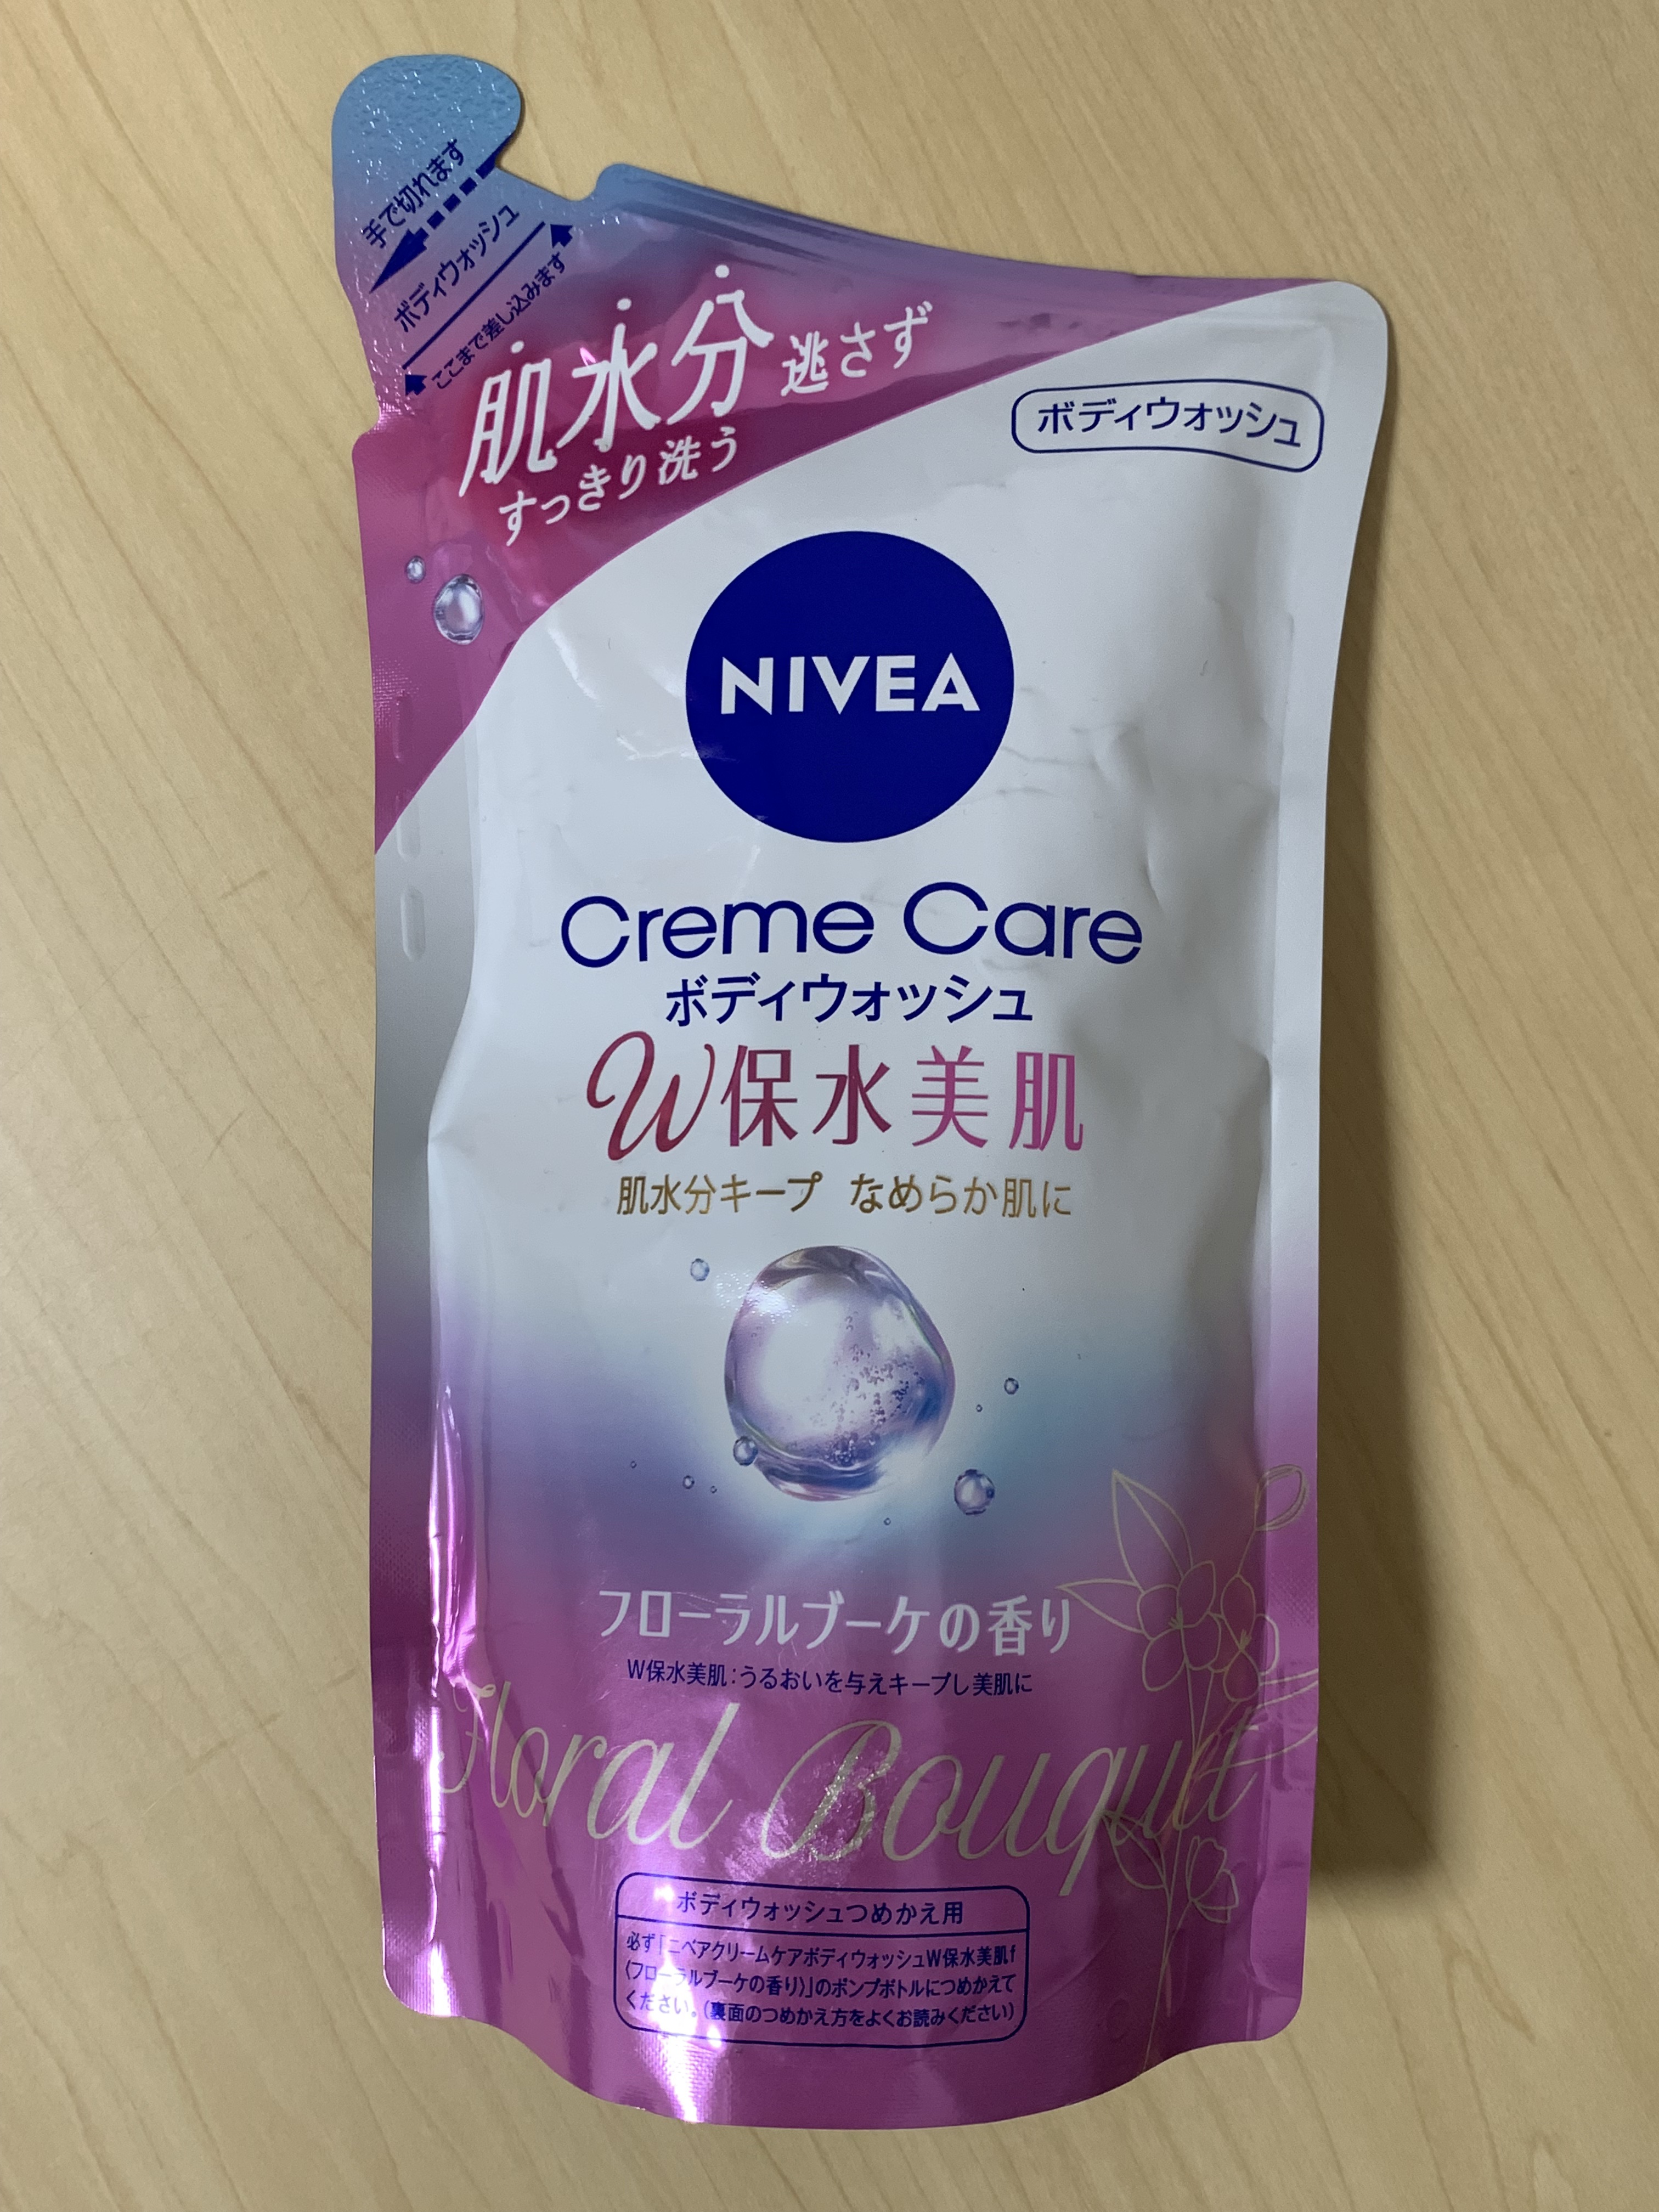 手で切れます
ボディウォッシュ
ここまで差し込みます
肌水分逃さず
すっきり洗う
ボディウォッシュ
NIVEA
Creme Care
ボディウォッシュ
W保水美肌
肌水分キープ なめらか肌に
フローラルブーケの香り
W保水美肌:うるおいを与えキープし美肌に
Floral Bouquet
ボディウォッシュつめかえ用
必ず「ニベアクリームケアボディウォッシュW保水美肌f
〈フローラルブーケの香り〉」のポンプボトルにつめかえて
ください。(裏面のつめかえ方をよくお読みください)